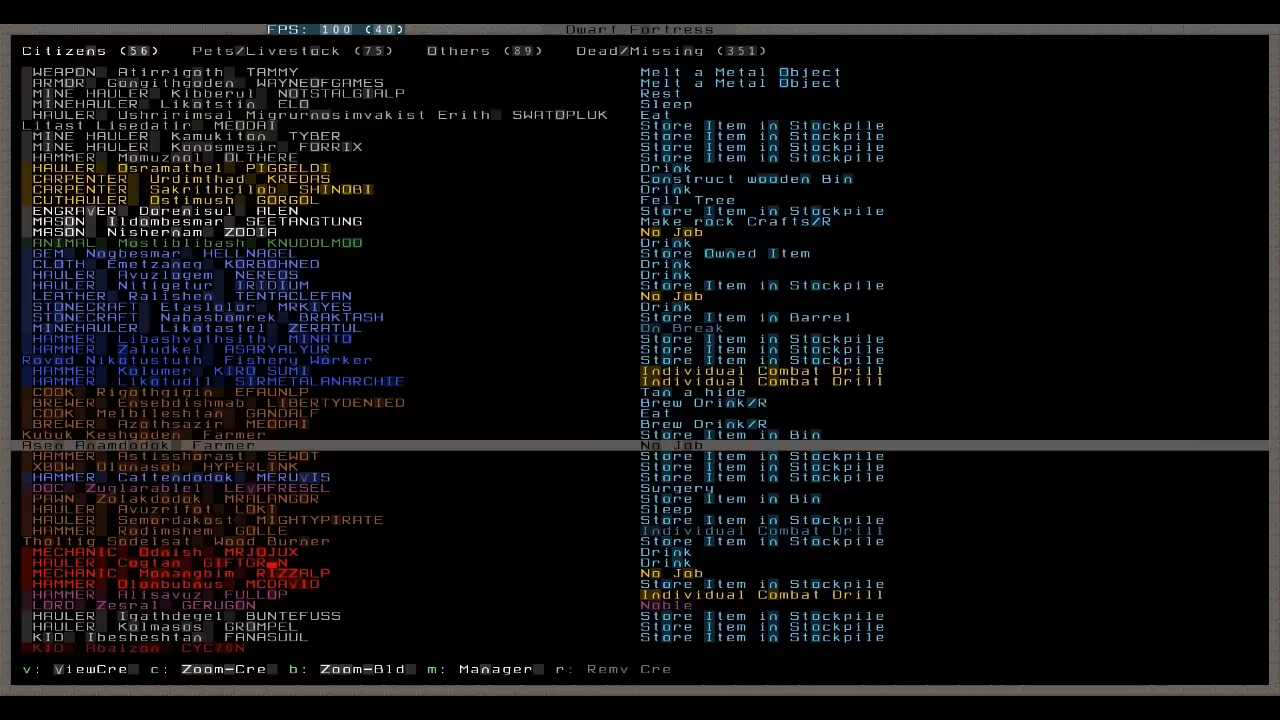 FPS: 100 (40) Dwarf Fortress
Citizens (56) Pets/Livestock (75) Others (89) Dead/Missing (351)
WEAPON Atirrigoth TAMMY Melt a Metal Object
ARMOR Gongithgoden WAYNEOFGAMES Melt a Metal Object
MINE HAULER Kibberul NOTSTALGIALP Rest
MINEHAULER Likotstin ELO Sleep
HAULER Ushririmsal Migrurnosimvakist Erith SWATOPLUK Eat
Litast Lisedatir MEODAI Store Item in Stockpile
MINE HAULER Kamukiton TYBER Store Item in Stockpile
MINE HAULER Konosmesir FORRIX Store Item in Stockpile
HAMMER Momuznol OLTHERE Drink
HAULER Osramathel PIGGELDI Construct wooden Bin
CARPENTER Urdimthad KREDAS Drink
CARPENTER Sakrithcilob SHINOBI Fell Tree
CUTHAULER Ostimush GORGOL Store Item in Stockpile
ENGRAVER Dorenisul ALEN Make rock Crafts/R
MASON Ildombesmar SEETANGTUNG No Job
MASON Nishernam ZODIA Drink
ANIMAL Mostiblibash KNUDDLMOO Store Owned Item
GEM Nogbesmar HELLNAGEL Drink
CLOTH Emetzaneg KORBOHNED Drink
HAULER Avuzlogem NEREOS Store Item in Stockpile
HAULER Nitigetur IRIDIUM No Job
LEATHER Ralishen TENTACLEFAN Drink
STONECRAFT Etaslolor MRKIYES Store Item in Barrel
STONECRAFT Nabasbomrek BRAKTASH On Break
MINEHAULER Likotastel ZERATUL Store Item in Stockpile
HAMMER Libashvathsith MINATO Store Item in Stockpile
HAMMER Zaludkel ASARYALYUR Store Item in Stockpile
Rovod Nikotustuth Fishery Worker Individual Combat Drill
HAMMER Kolumer KIRO SUMI Individual Combat Drill
HAMMER Likotudil SIRMETALANARCHIE Tan a hide
COOK Rigothgigin EFAUNLP Brew Drink/R
BREWER Ensebdishmab LIBERTYDENIED Eat
COOK Melbileshtan GANDALF Brew Drink/R
BREWER Azothsazir MEODAI Store Item in Bin
Kubuk Keshgoden Farmer No Job
Asen Anamdodok Farmer Store Item in Stockpile
HAMMER Astisshorast SEWOT Store Item in Stockpile
XBOW Olonasob HYPERLINK Store Item in Stockpile
HAMMER Cattendodok MERUVIS Surgery
DOC Zuglarablel LEVAFRESEL Store Item in Bin
PAWN Zolakdodok MRALANGOR Sleep
HAULER Avuzrifot LOKI Store Item in Stockpile
HAULER Semordakost MIGHTYPIRATE Individual Combat Drill
HAMMER Rodimshem GOLLE Store Item in Stockpile
Tholtig Sodelsat Wood Burner Drink
MECHANIC Odnish MRJOJUX Drink
HAULER Cogtan No Job
MECHANIC Monangbim RIZZALP Store Item in Stockpile
HAMMER Olonbubnus MCDAVID Individual Combat Drill
HAMMER Alisavuz FULLOP Noble
LORD Zesral GERUGON Store Item in Stockpile
HAULER Igathdegel BUNTEFUSS Store Item in Stockpile
HAULER Kolmasos GROMPEL Store Item in Stockpile
KID Ibesheshtan FANASUUL
KID Abaizon CYC70N
v: ViewCre c: Zoom-Cre b: Zoom-Bld m: Manager r: Remv Cre